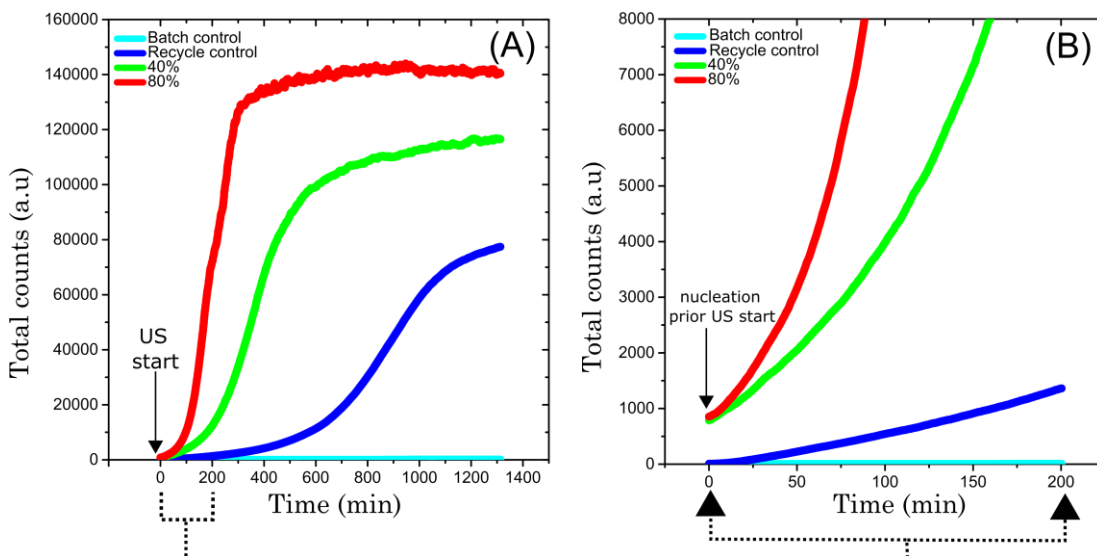 (A)
Batch control
Recycle control
40%
80%
160000
140000
120000
100000
80000
60000
40000
20000
0
Total counts (a.u)
US
start
0 200 400 600 800 1000 1200 1400
Time (min)
(B)
Batch control
Recycle control
40%
80%
8000
7000
6000
5000
4000
3000
2000
1000
0
Total counts (a.u)
nucleation
prior US start
0 50 100 150 200
Time (min)